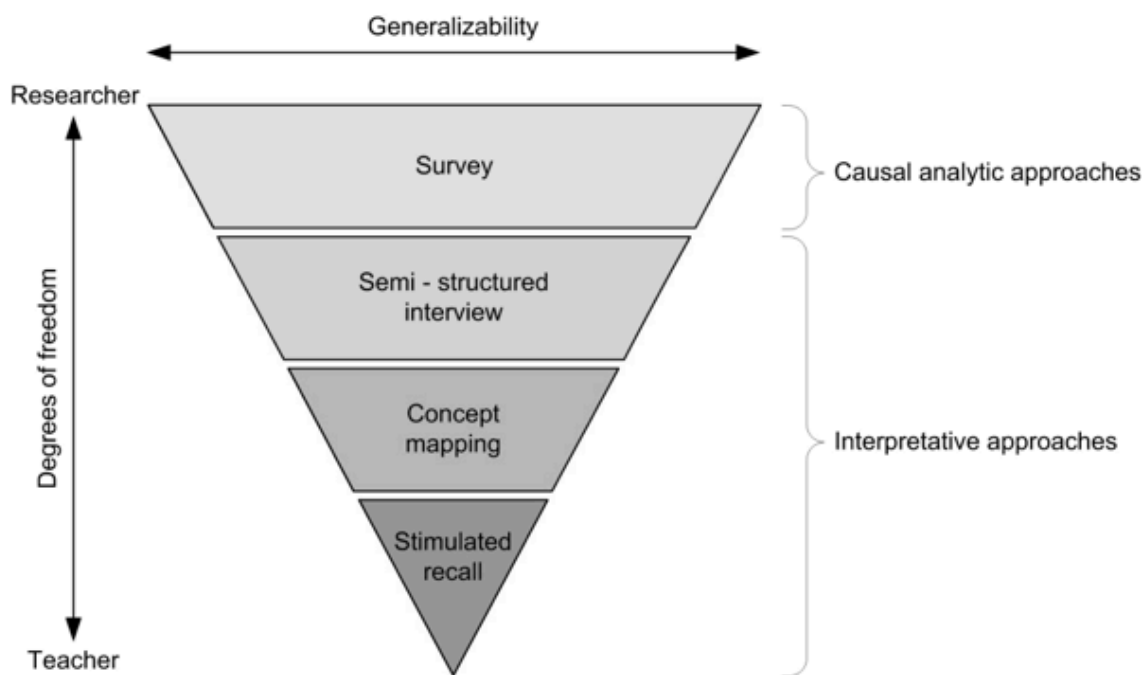 Generalizability
Researcher
Survey
Causal analytic approaches
Semi - structured
interview
Degrees of freedom
Concept
mapping
Interpretative approaches
Stimulated
recall
Teacher